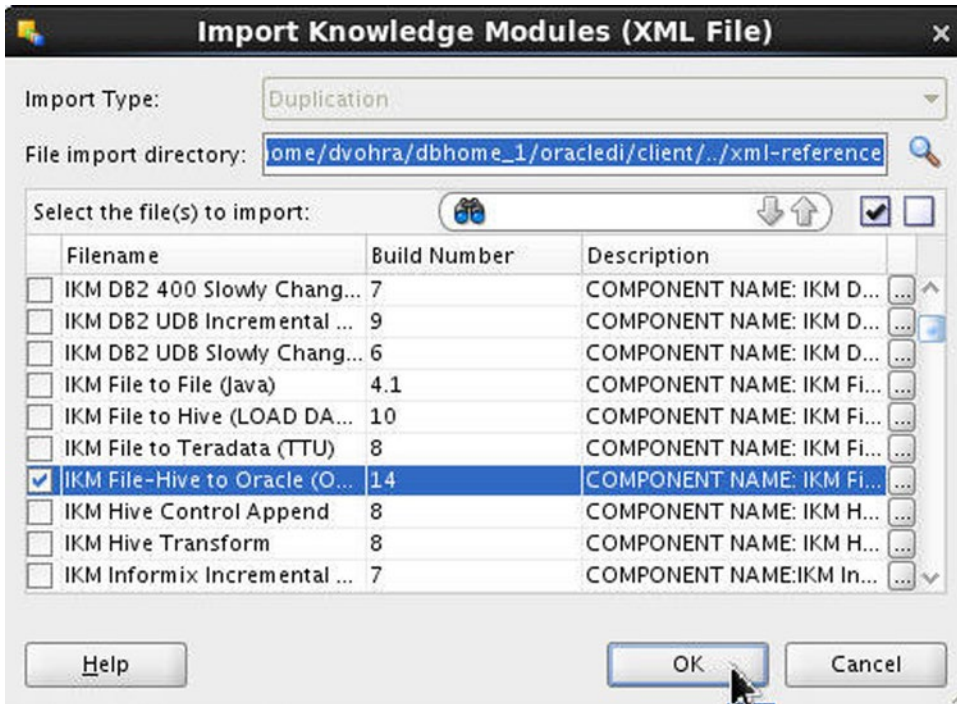 Import Knowledge Modules (XML File)
Import Type: Duplication
File import directory: ome/dvohra/dbhome_1/oracledi/client/../xml-reference
Select the file(s) to import:
Filename Build Number Description
IKM DB2 400 Slowly Chang... 7 COMPONENT NAME: IKM D... ...
IKM DB2 UDB Incremental ... 9 COMPONENT NAME: IKM D... ...
IKM DB2 UDB Slowly Chang... 6 COMPONENT NAME: IKM D... ...
IKM File to File (Java) 4.1 COMPONENT NAME: IKM Fi... ...
IKM File to Hive (LOAD DA... 10 COMPONENT NAME: IKM Fi... ...
IKM File to Teradata (TTU) 8 COMPONENT NAME: IKM Fi... ...
IKM File-Hive to Oracle (O... 14 COMPONENT NAME: IKM Fi... ...
IKM Hive Control Append 8 COMPONENT NAME: IKM H... ...
IKM Hive Transform 8 COMPONENT NAME: IKM H... ...
IKM Informix Incremental ... 7 COMPONENT NAME:IKM In... ...
Help OK Cancel